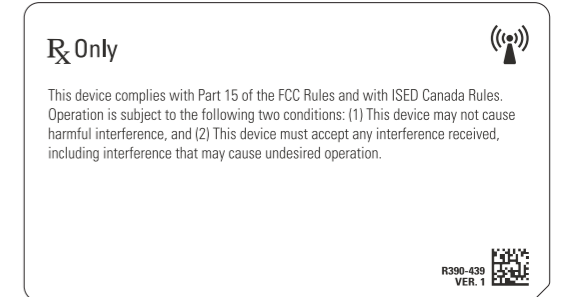 ℞ Only
This device complies with Part 15 of the FCC Rules and with ISED Canada Rules.
Operation is subject to the following two conditions: (1) This device may not cause
harmful interference, and (2) This device must accept any interference received,
including interference that may cause undesired operation.
R390-439
VER. 1